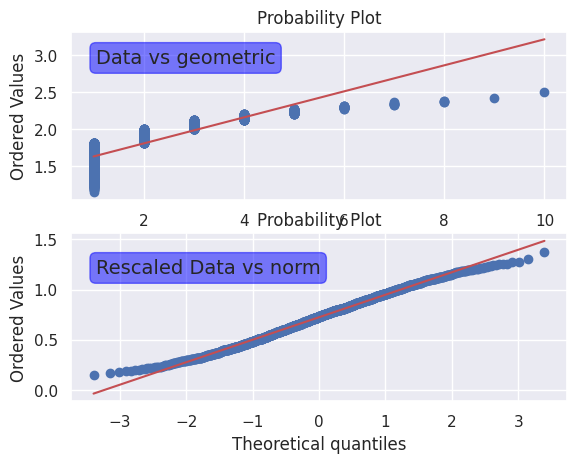 Probability Plot
Ordered Values
3.0
2.5
2.0
1.5
Data vs geometric
2 4 6 8 10
Probability Plot
Ordered Values
1.5
1.0
0.5
0.0
Rescaled Data vs norm
−3 −2 −1 0 1 2 3
Theoretical quantiles